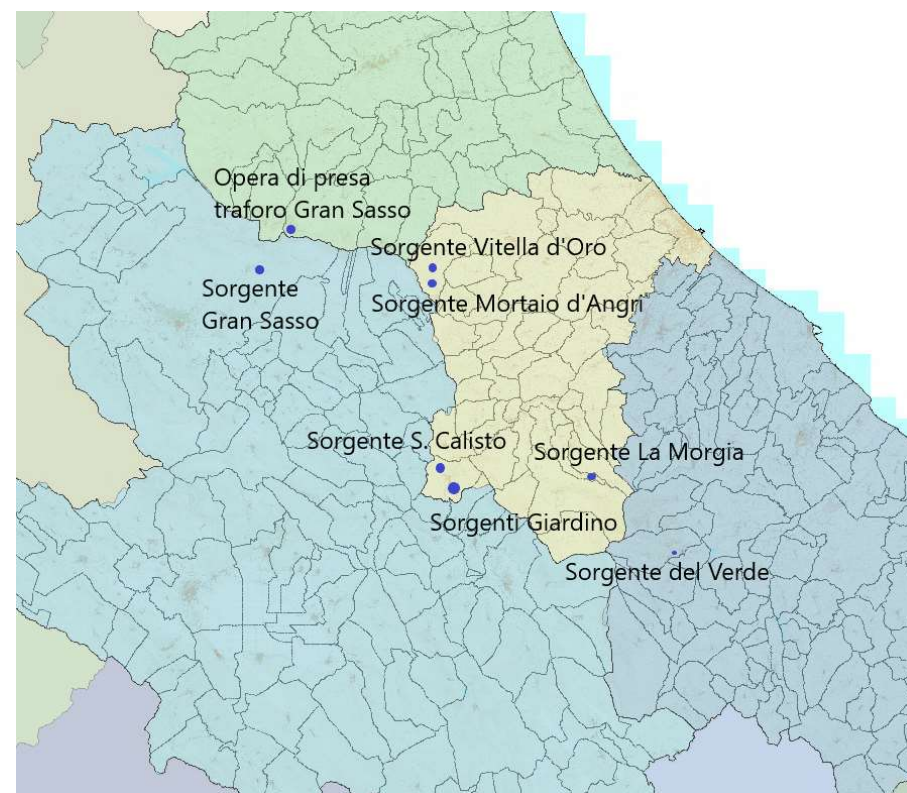 Opera di presa
traforo Gran Sasso
Sorgente Vitella d'Oro
Sorgente
Gran Sasso
Sorgente Mortaio d'Angri
Sorgente S. Calisto
Sorgente La Morgia
Sorgenti Giardino
Sorgente del Verde